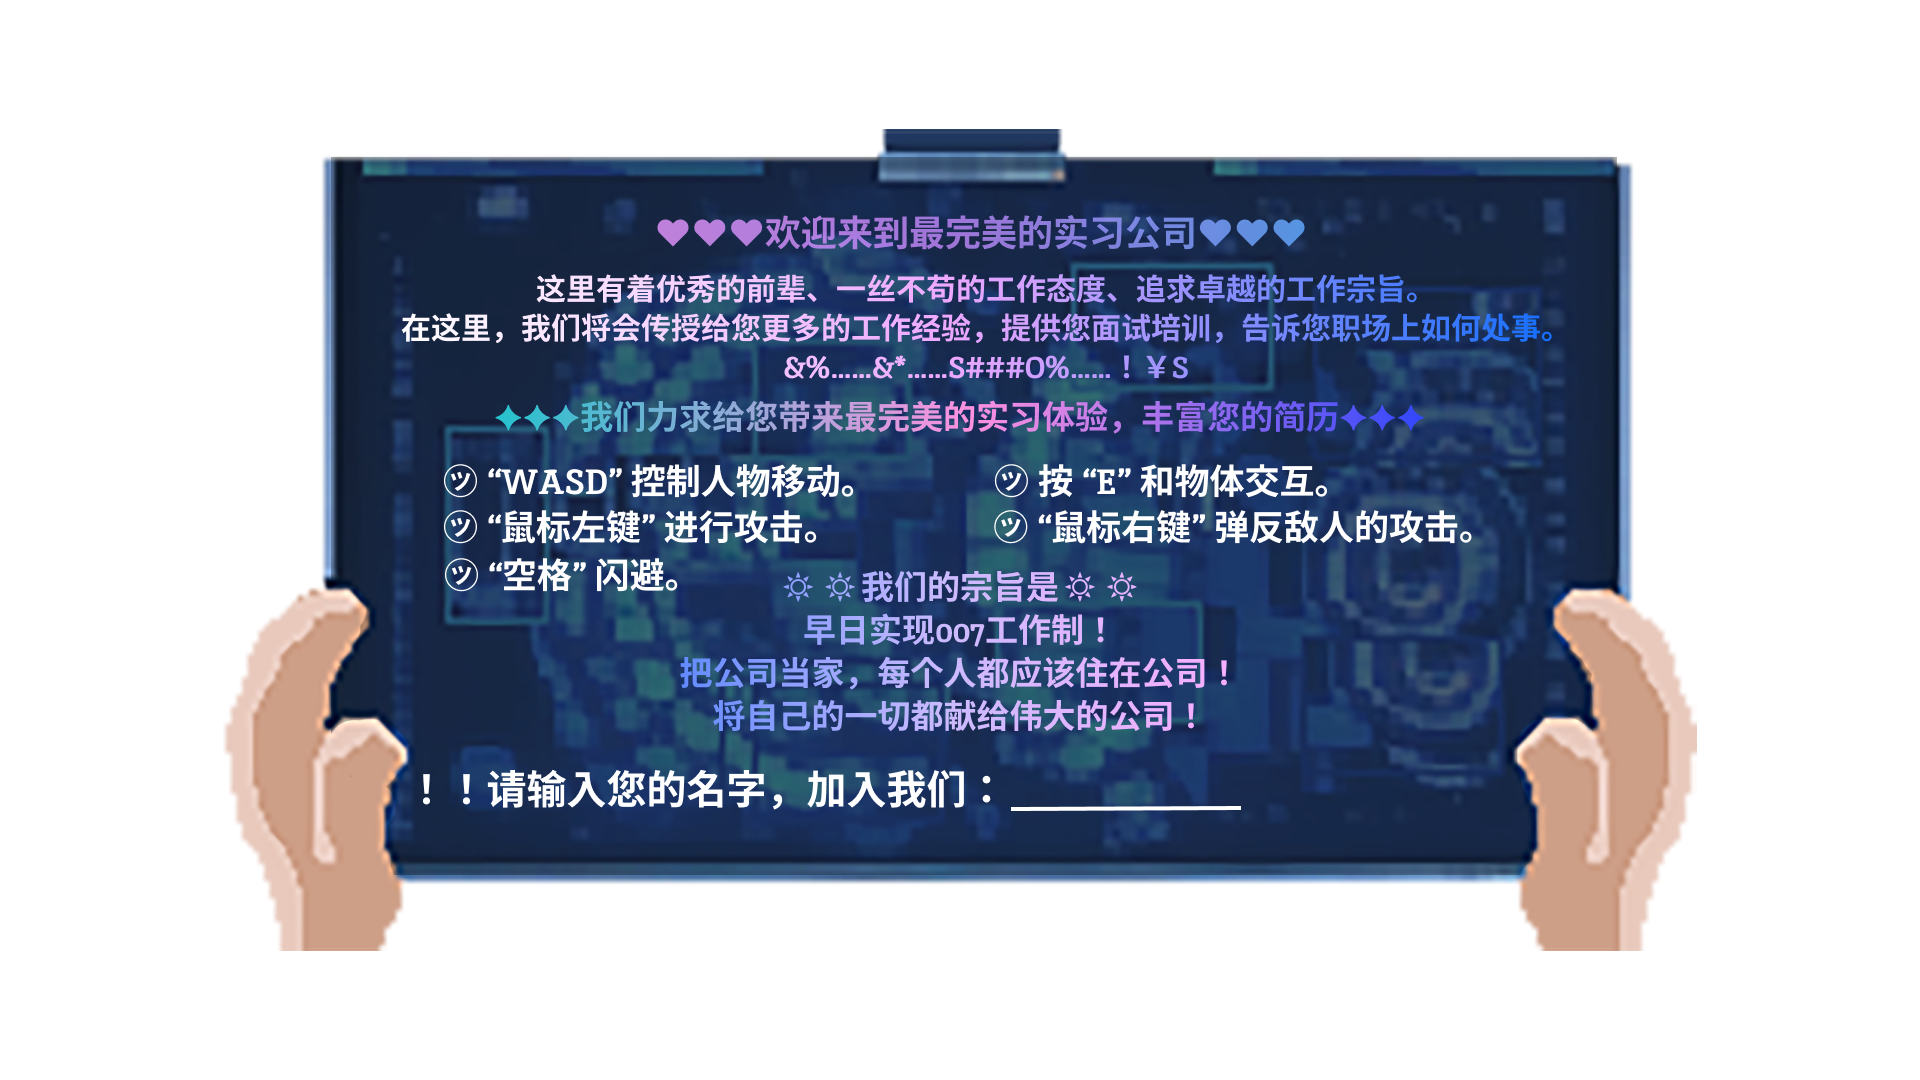 ♥♥♥欢迎来到最完美的实习公司♥♥♥
这里有着优秀的前辈、一丝不苟的工作态度、追求卓越的工作宗旨。
在这里，我们将会传授给您更多的工作经验，提供您面试培训，告诉您职场上如何处事。
&%……&*……S###O%……！￥S
✦✦✦我们力求给您带来最完美的实习体验，丰富您的简历✦✦✦
㋡ “WASD” 控制人物移动。
㋡ 按 “E” 和物体交互。
㋡ “鼠标左键” 进行攻击。
㋡ “鼠标右键” 弹反敌人的攻击。
㋡ “空格” 闪避。
☼ ☼我们的宗旨是☼ ☼
早日实现007工作制！
把公司当家，每个人都应该住在公司！
将自己的一切都献给伟大的公司！
！！请输入您的名字，加入我们：__________